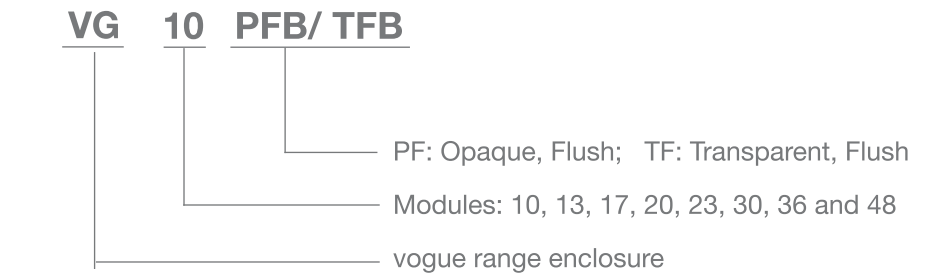 VG 10 PFB/ TFB
PF: Opaque, Flush; TF: Transparent, Flush
Modules: 10, 13, 17, 20, 23, 30, 36 and 48
vogue range enclosure